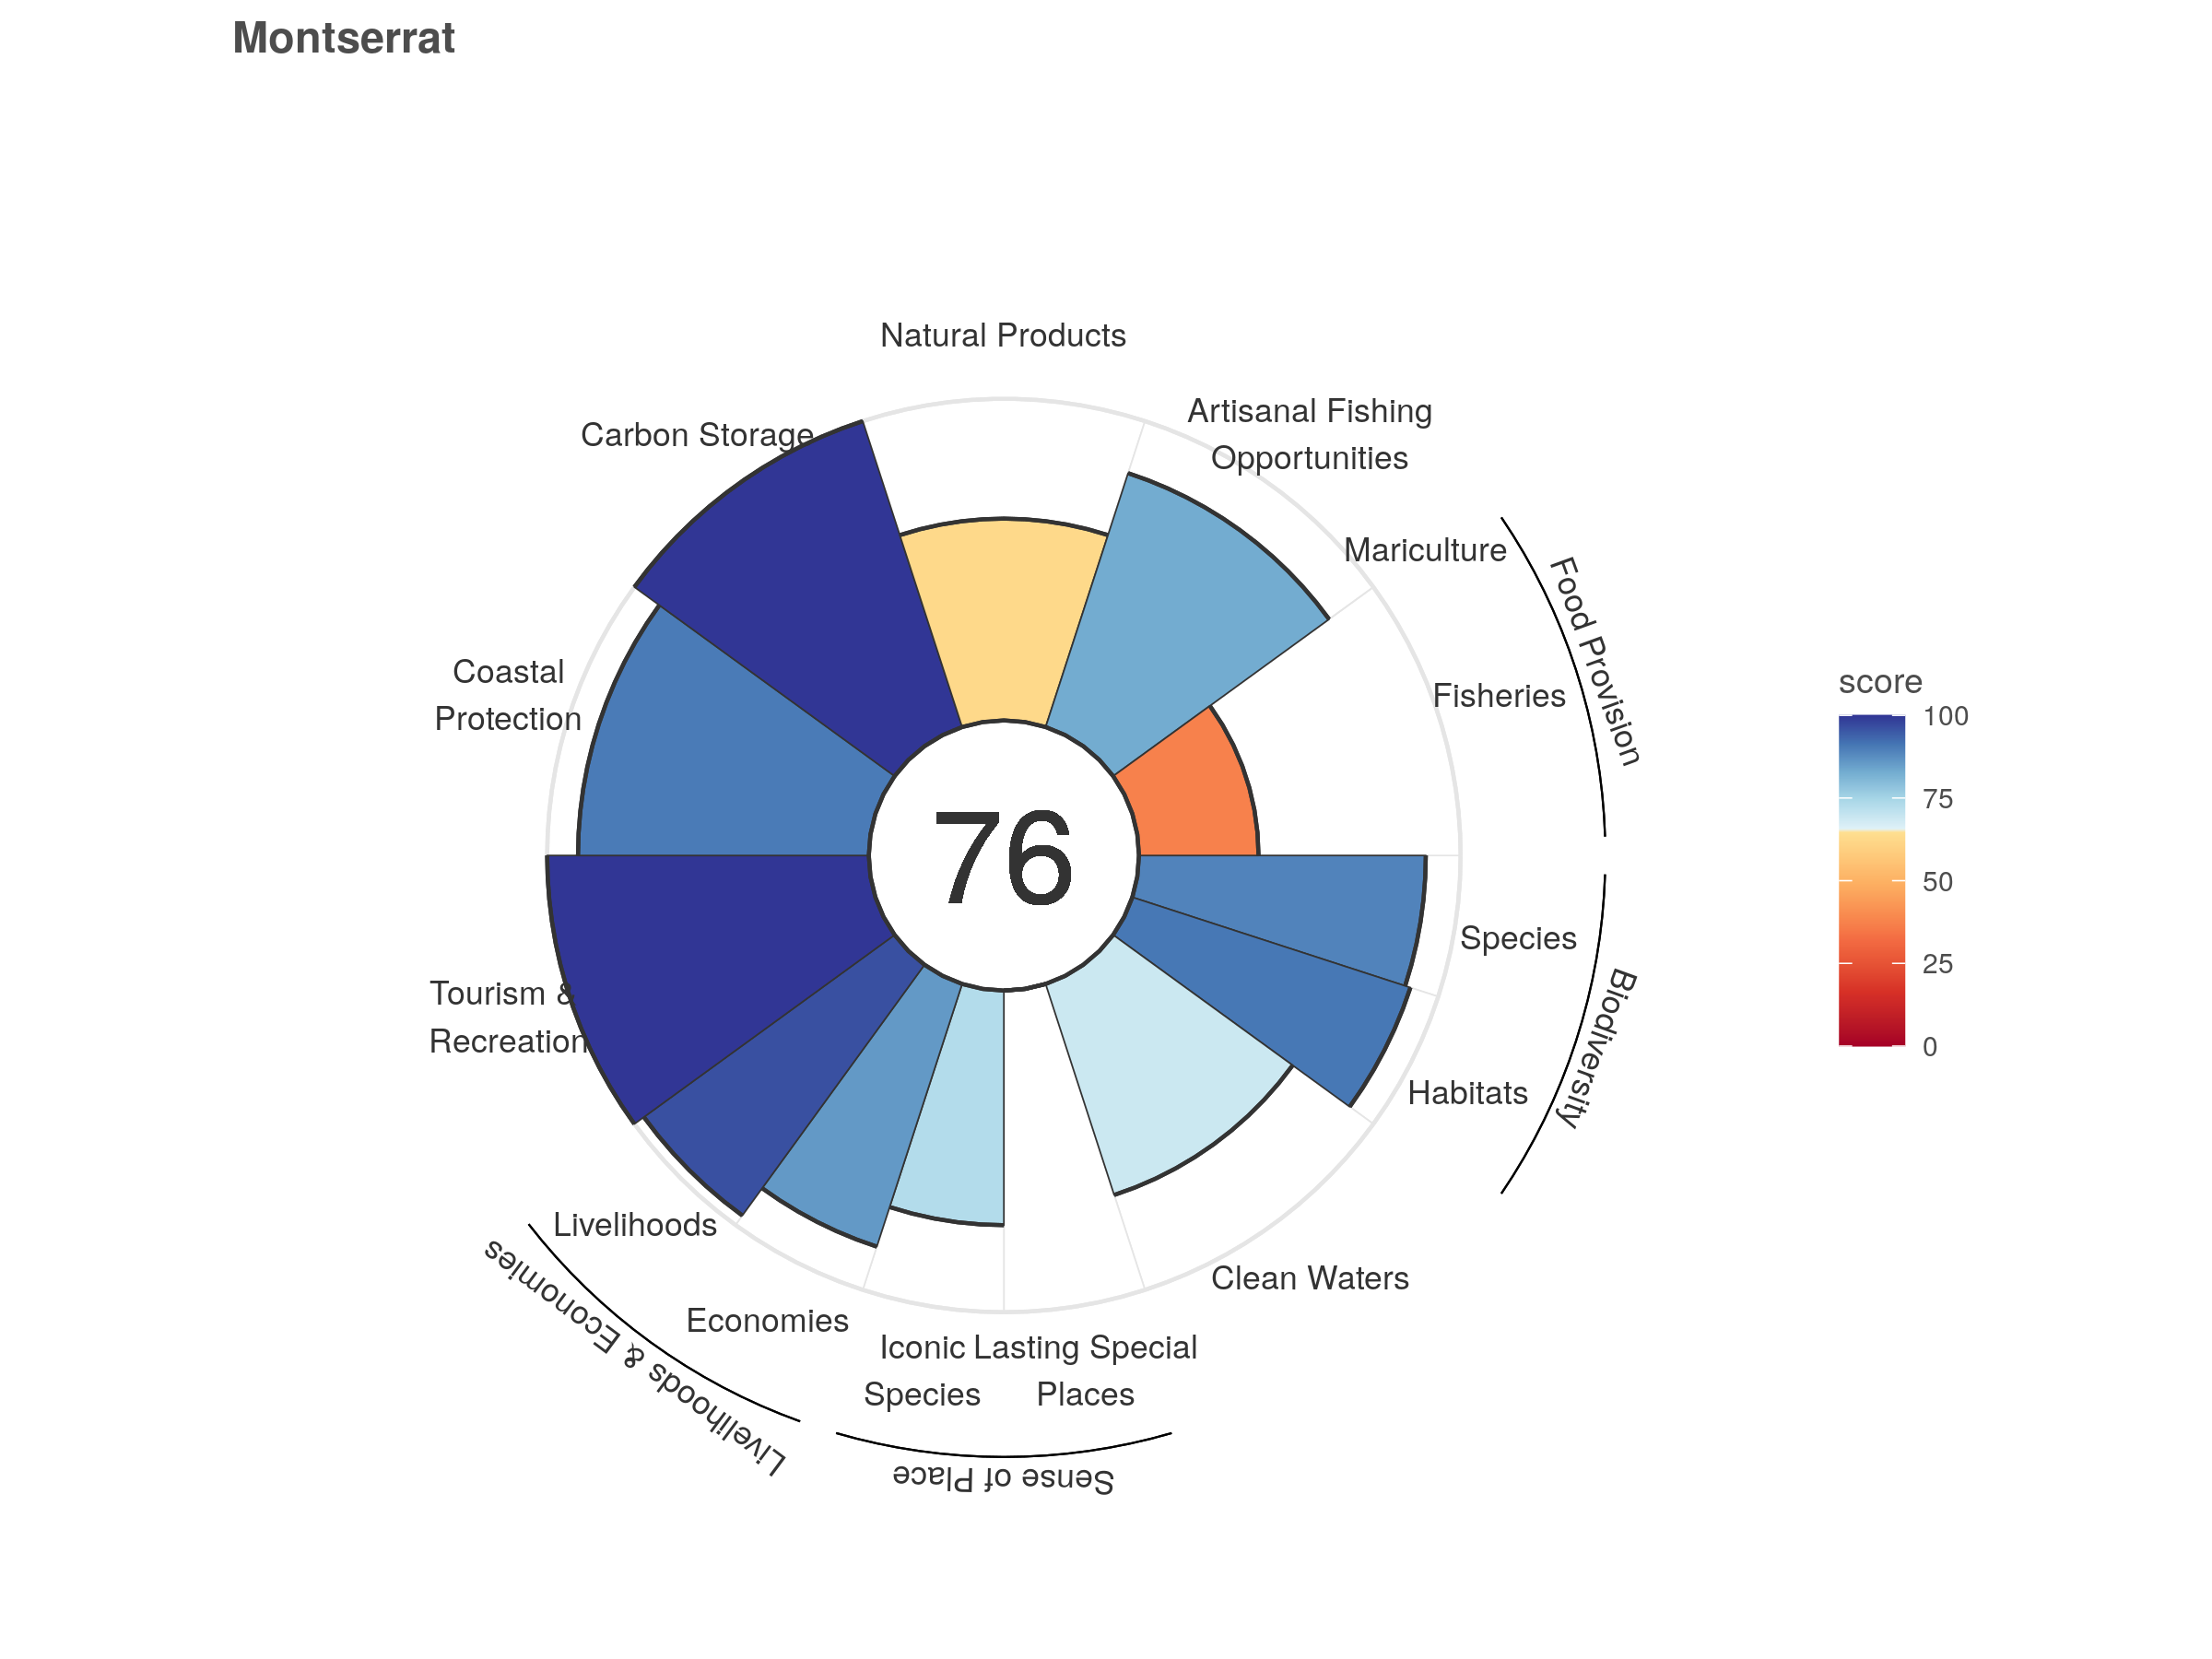 Montserrat
Natural Products
Carbon Storage
Artisanal Fishing
Opportunities
Mariculture
Food Provision
Fisheries
Coastal
Protection
76
score
100
75
50
25
0
Species
Biodiversity
Habitats
Tourism &
Recreation
Livelihoods
Livelihoods & Economies
Economies
Clean Waters
Iconic
Species
Lasting Special
Places
Sense of Place